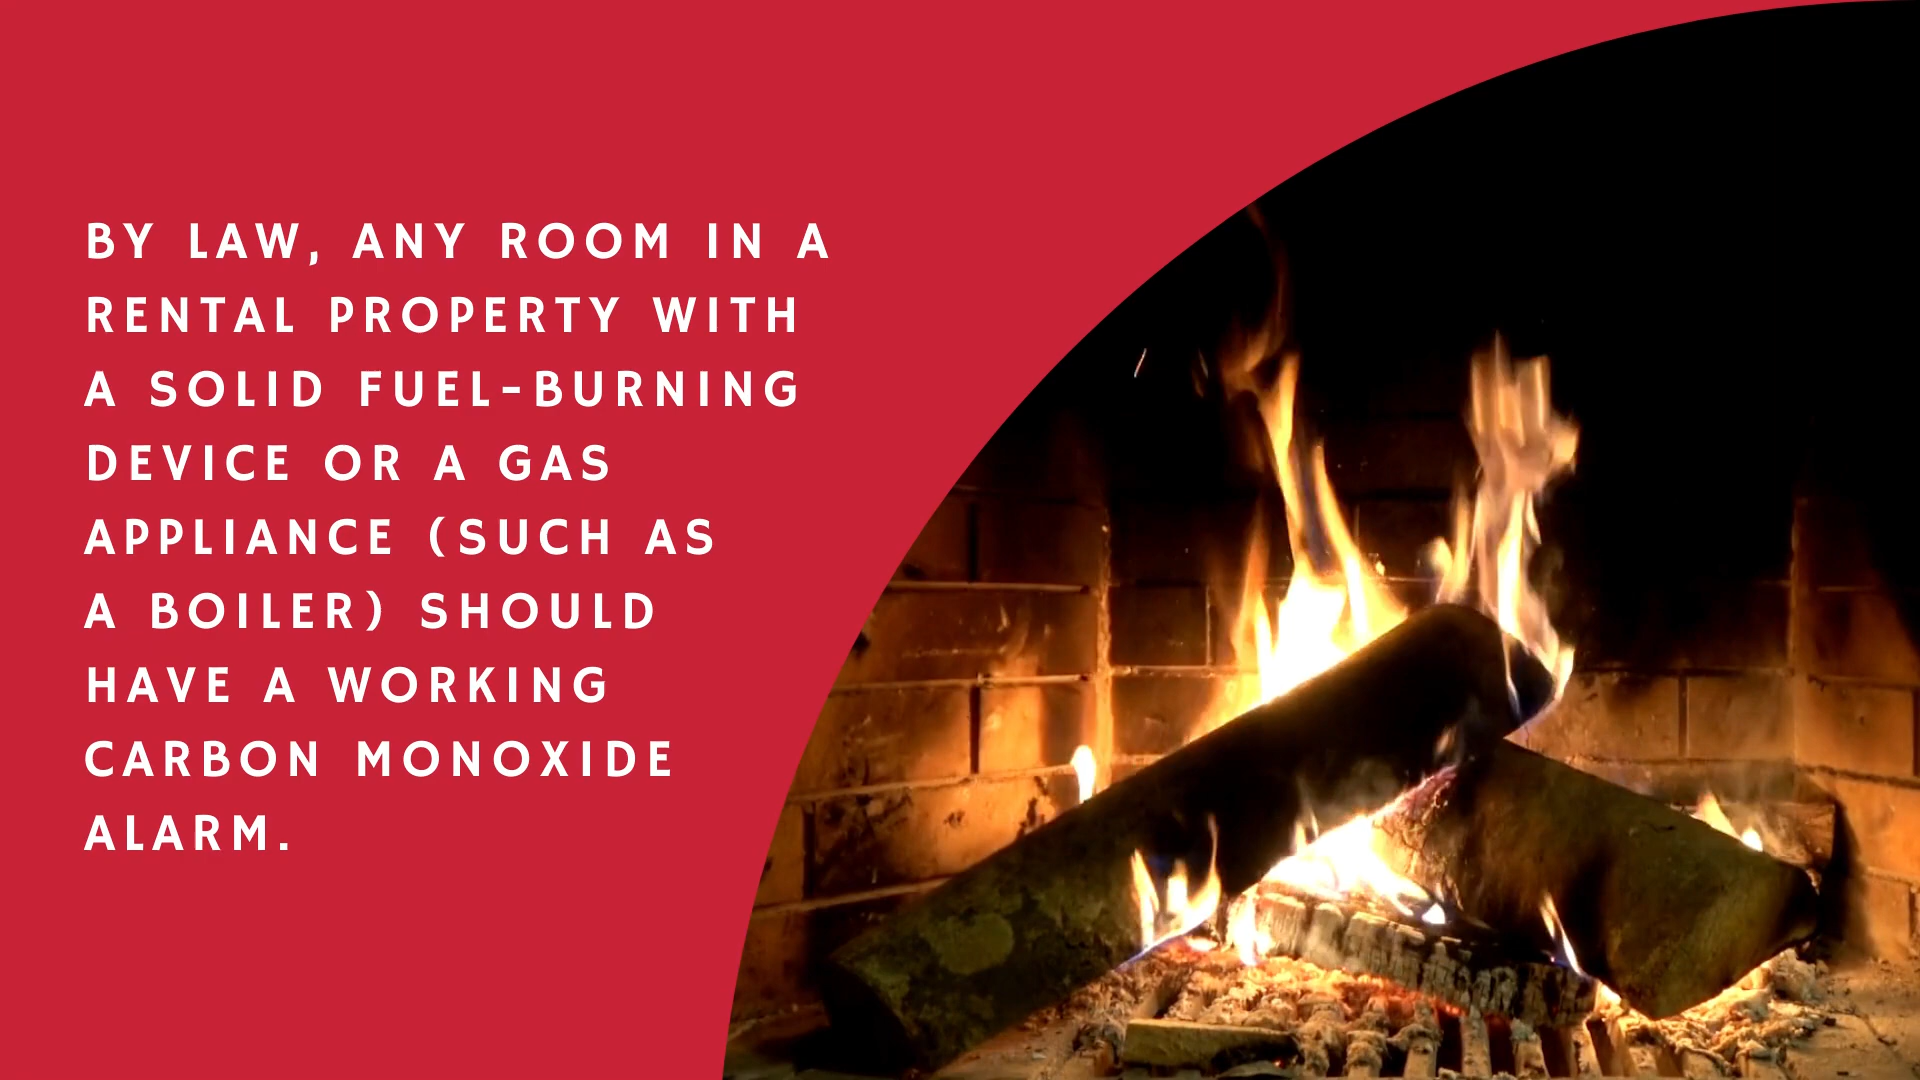 BY LAW, ANY ROOM IN A
RENTAL PROPERTY WITH
A SOLID FUEL-BURNING
DEVICE OR A GAS
APPLIANCE (SUCH AS
A BOILER) SHOULD
HAVE A WORKING
CARBON MONOXIDE
ALARM.